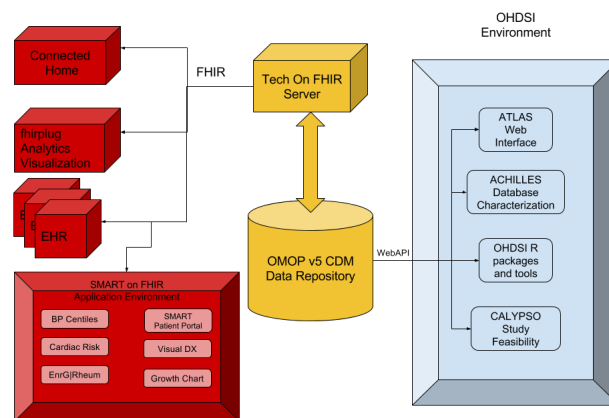 OHDSI
Environment
Connected
Home
FHIR
Tech On FHIR
Server
fhirplug
Analytics
Visualization
EHR
ATLAS
Web
Interface
ACHILLES
Database
Characterization
OMOP v5 CDM
Data Repository
WebAPI
OHDSI R
packages
and tools
CALYPSO
Study
Feasibility
SMART on FHIR
Application Environment
BP Centiles
SMART
Patient Portal
Cardiac Risk
Visual DX
EnrG|Rheum
Growth Chart